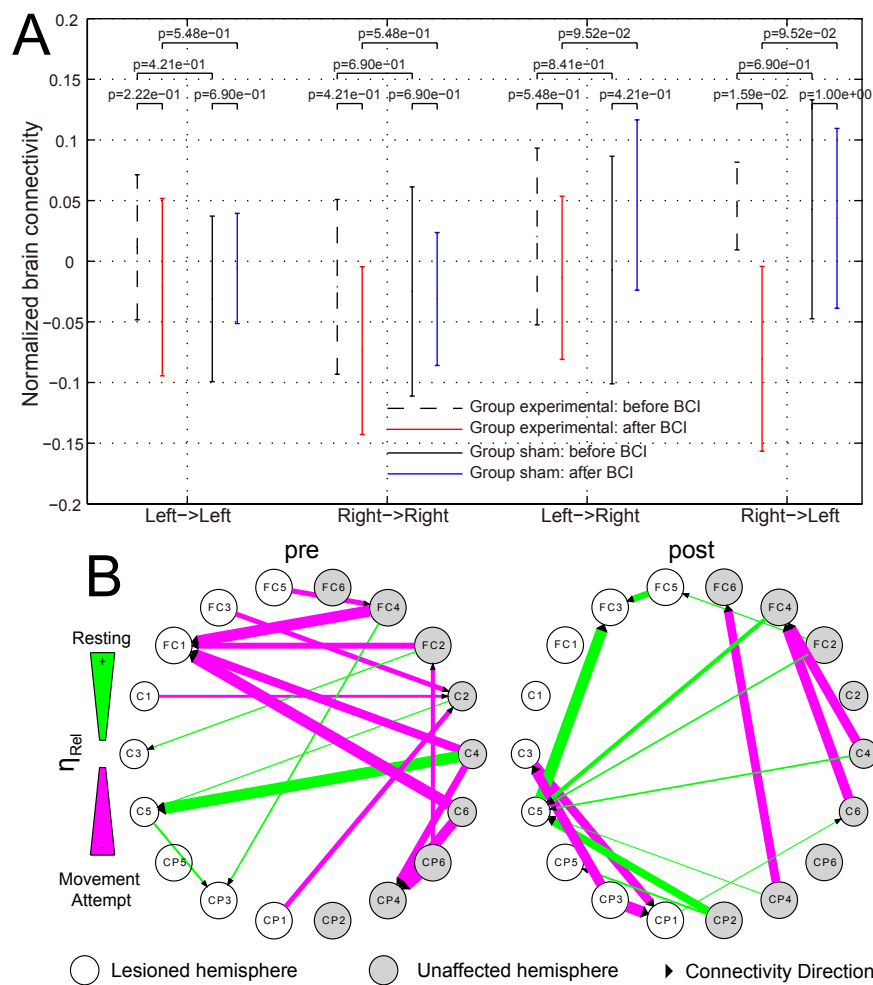 A
0.2
0.15
0.1
0.05
0
−0.05
−0.1
−0.15
−0.2
Normalized brain connectivity
p=5.48e−01
p=5.48e−01
p=9.52e−02
p=9.52e−02
p=4.21e−01
p=6.90e−01
p=8.41e−01
p=6.90e−01
p=2.22e−01
p=6.90e−01
p=4.21e−01
p=6.90e−01
p=5.48e−01
p=4.21e−01
p=1.59e−02
p=1.00e+00
Group experimental: before BCI
Group experimental: after BCI
Group sham: before BCI
Group sham: after BCI
Left−>Left
Right−>Right
Left−>Right
Right−>Left
B
pre
post
Resting
+
ηRel
-
Movement
Attempt
FC5
FC6
FC3
FC4
FC1
FC2
C1
C2
C3
C4
C5
C6
CP5
CP6
CP3
CP4
CP1
CP2
FC5
FC6
FC3
FC4
FC1
FC2
C1
C2
C3
C4
C5
C6
CP5
CP6
CP3
CP4
CP1
CP2
Lesioned hemisphere
Unaffected hemisphere
Connectivity Direction